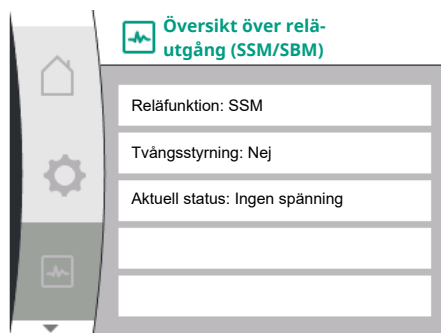 Översikt över relä-
utgång (SSM/SBM)
Reläfunktion: SSM
Tvångsstyrning: Nej
Aktuell status: Ingen spänning